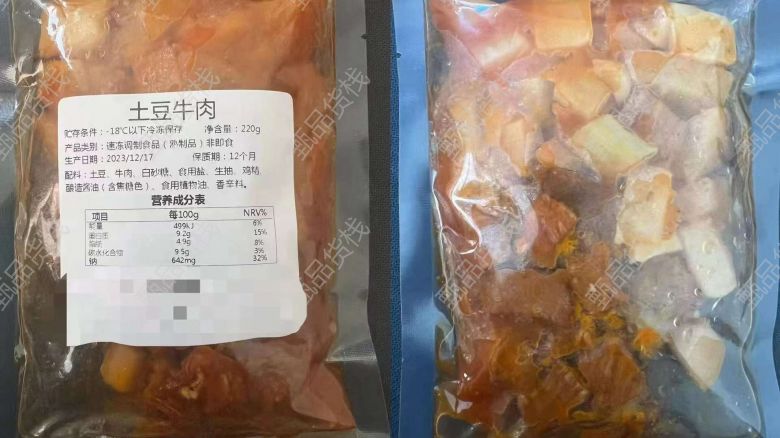 土豆牛肉
贮存条件：-18℃以下冷冻保存 净含量：220g
产品类别：速冻调制食品（熟制品）非即食
生产日期：2023/12/17 保质期：12个月
配料：土豆、牛肉、白砂糖、食用盐、生抽、鸡精、
酿造酱油（含焦糖色）、食用植物油、香辛料。
营养成分表
项目 每100g NRV%
能量 499kJ 6%
蛋白质 9.2g 15%
脂肪 4.9g 8%
碳水化合物 9.5g 3%
钠 642mg 32%
甄品货栈